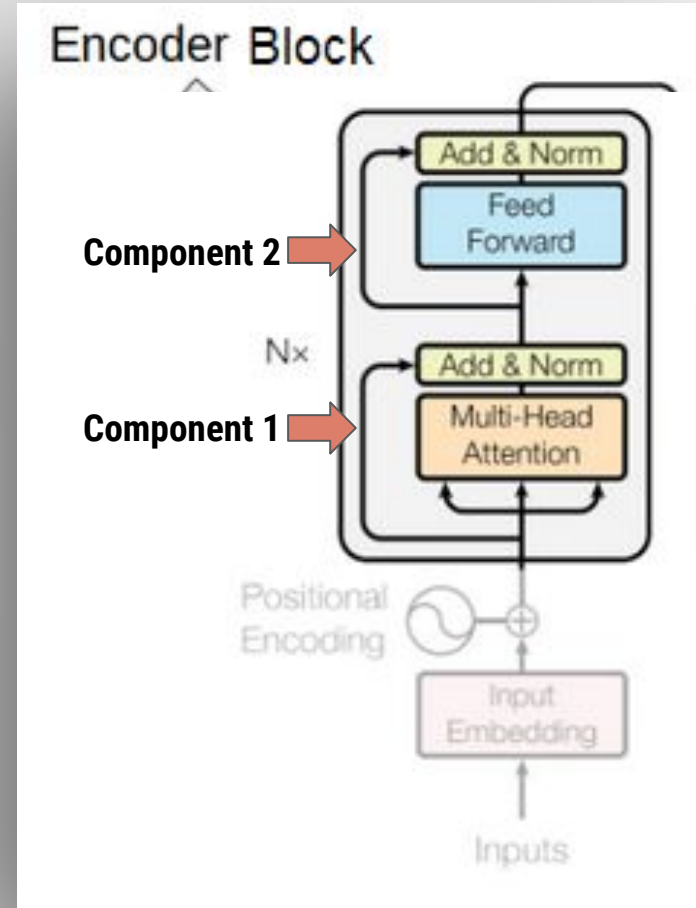 Encoder Block
Add & Norm
Feed
Forward
Component 2
Nx
Add & Norm
Component 1
Multi-Head
Attention
Positional
Encoding
Input
Embedding
Inputs